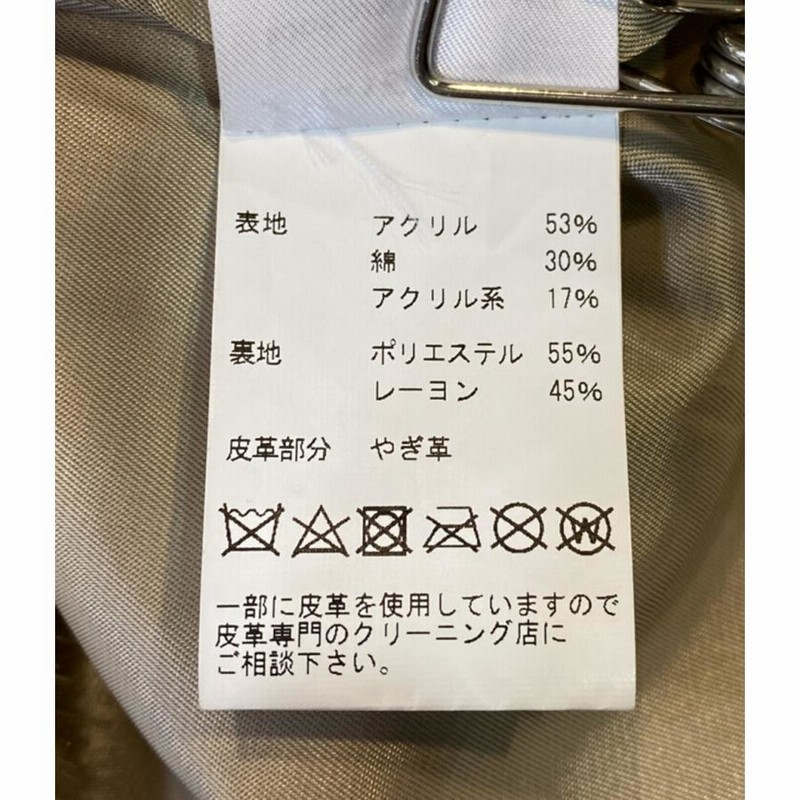 表地 アクリル 53%
綿 30%
アクリル系 17%
裏地 ポリエステル 55%
レーヨン 45%
皮革部分 やぎ革
W
一部に皮革を使用していますので
皮革専門のクリーニング店に
ご相談下さい。